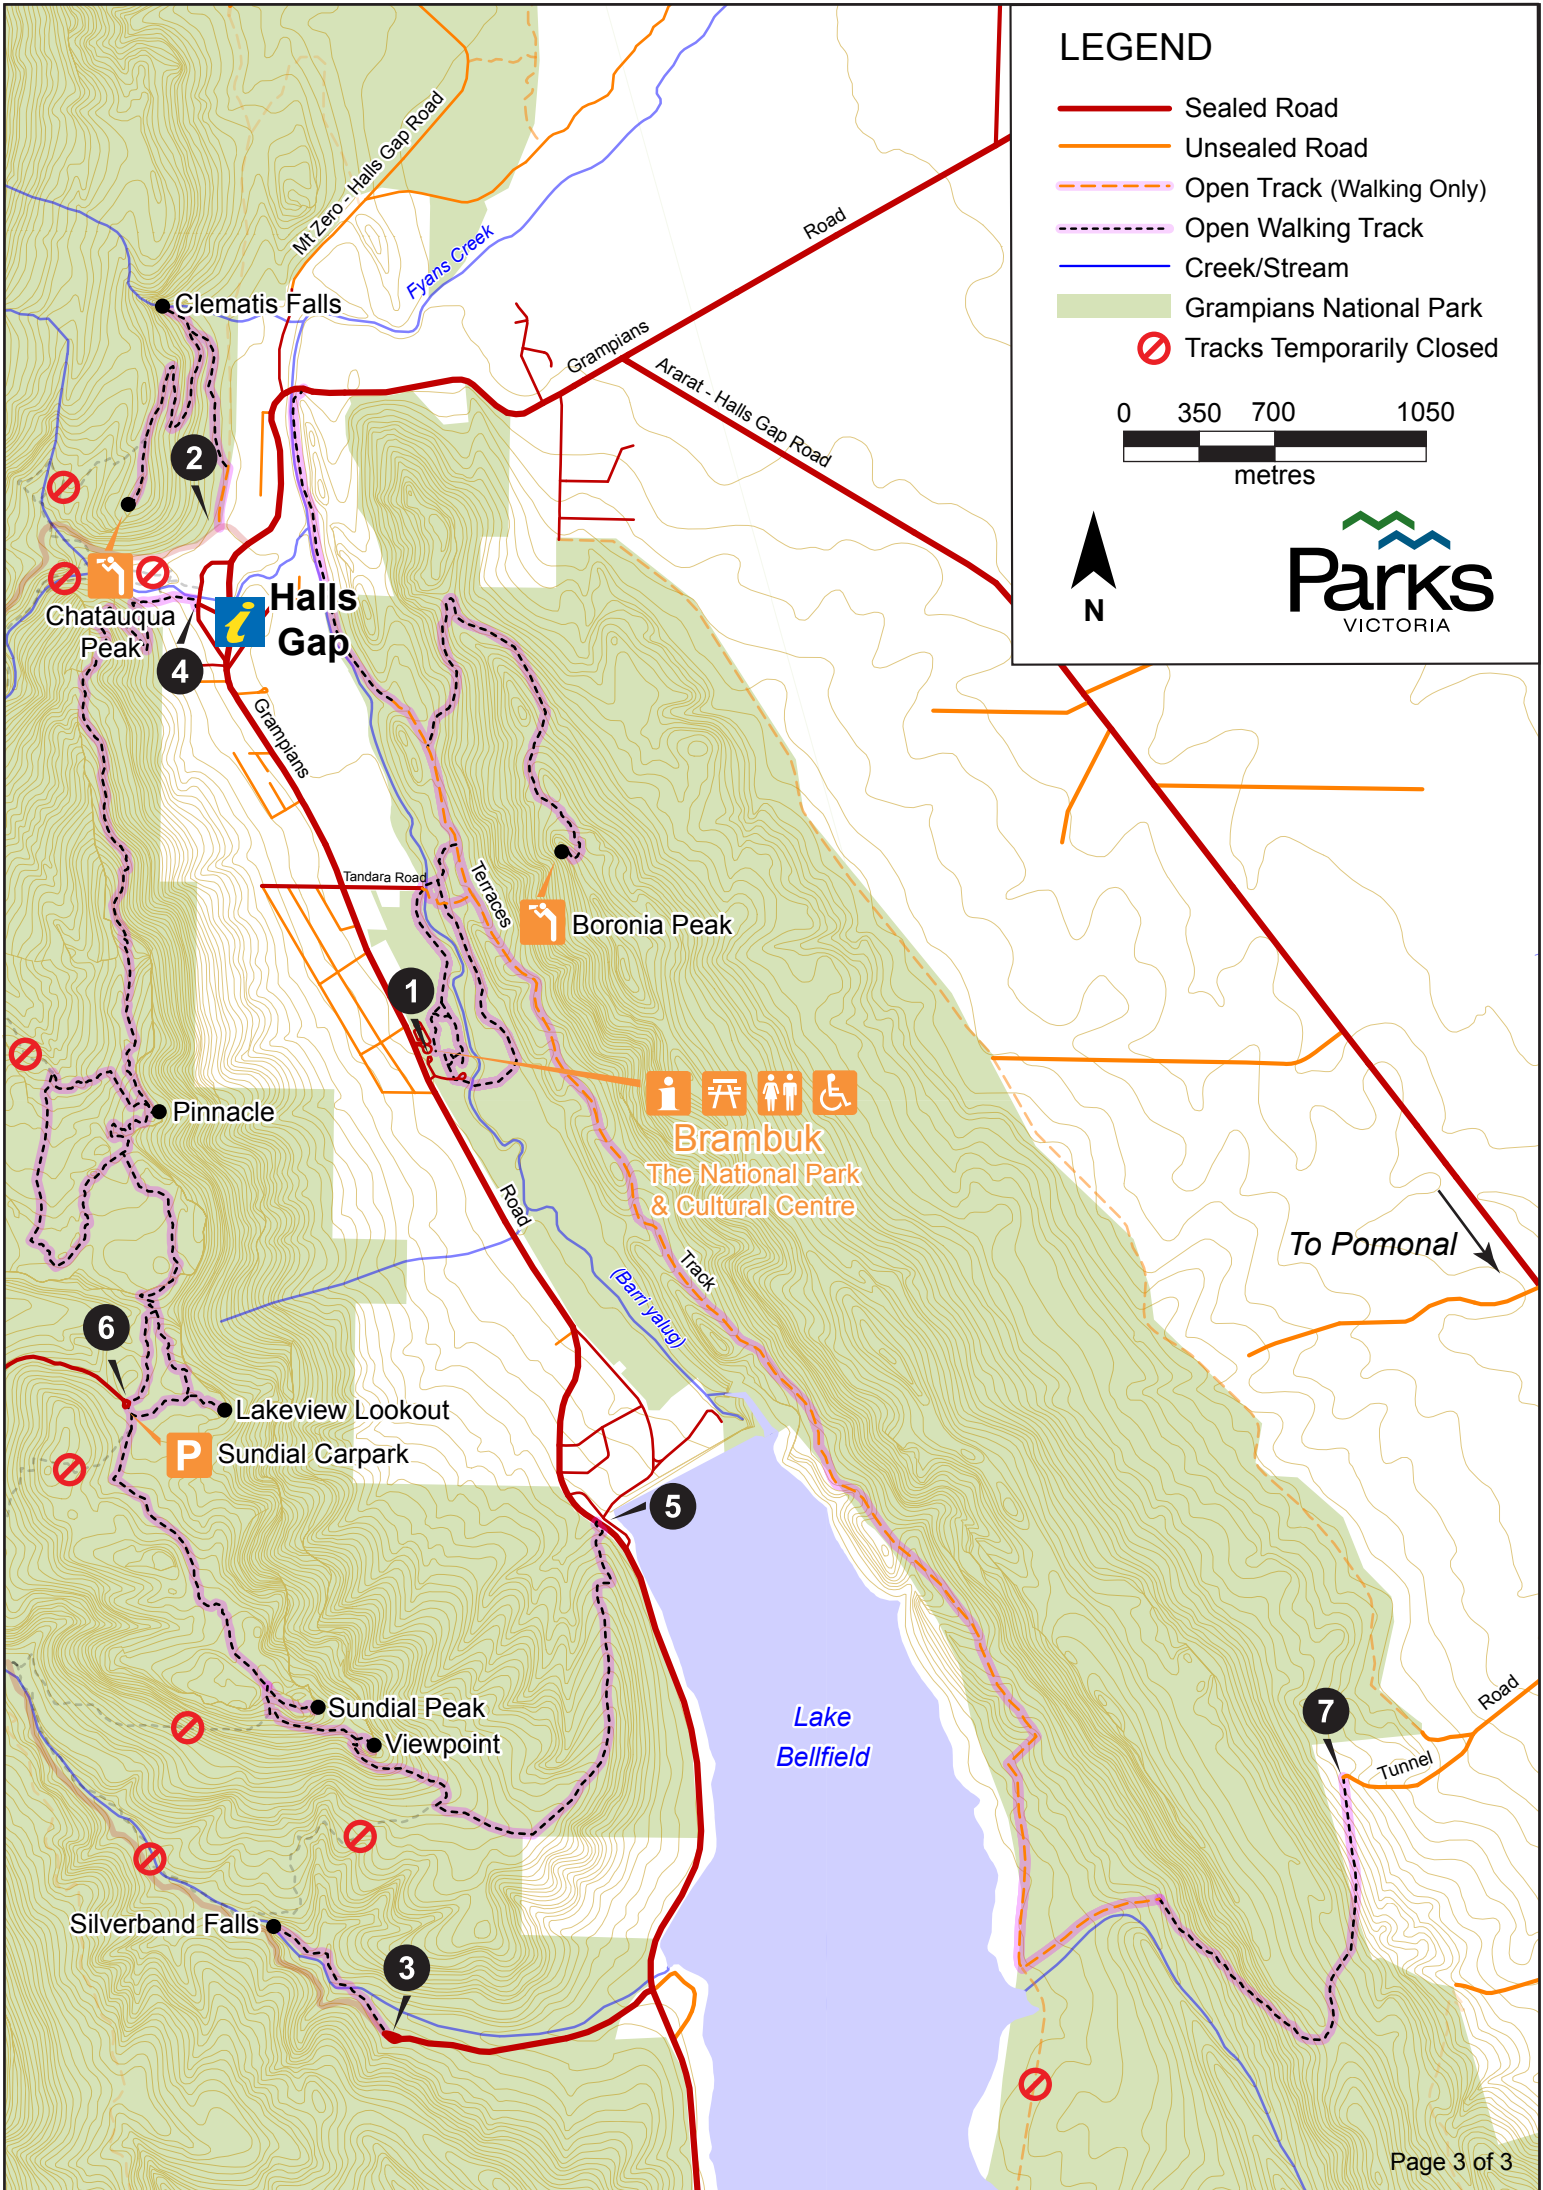 LEGEND
Sealed Road
Unsealed Road
Open Track (Walking Only)
Open Walking Track
Creek/Stream
Grampians National Park
Tracks Temporarily Closed
0 350 700 1050
metres
N
Parks
VICTORIA
Mt Zero - Halls Gap Road
Fyans Creek
Road
Grampians
Ararat - Halls Gap Road
Clematis Falls
2
Halls
Gap
i
Chatauqua
Peak
4
Grampians
Tandara Road
Terraces
Boronia Peak
1
Pinnacle
Brambuk
The National Park
& Cultural Centre
Road
Track
(Barri yalug)
To Pomonal
6
Lakeview Lookout
P
Sundial Carpark
5
Sundial Peak
Viewpoint
Lake
Bellfield
7
Road
Tunnel
Silverband Falls
3
Page 3 of 3